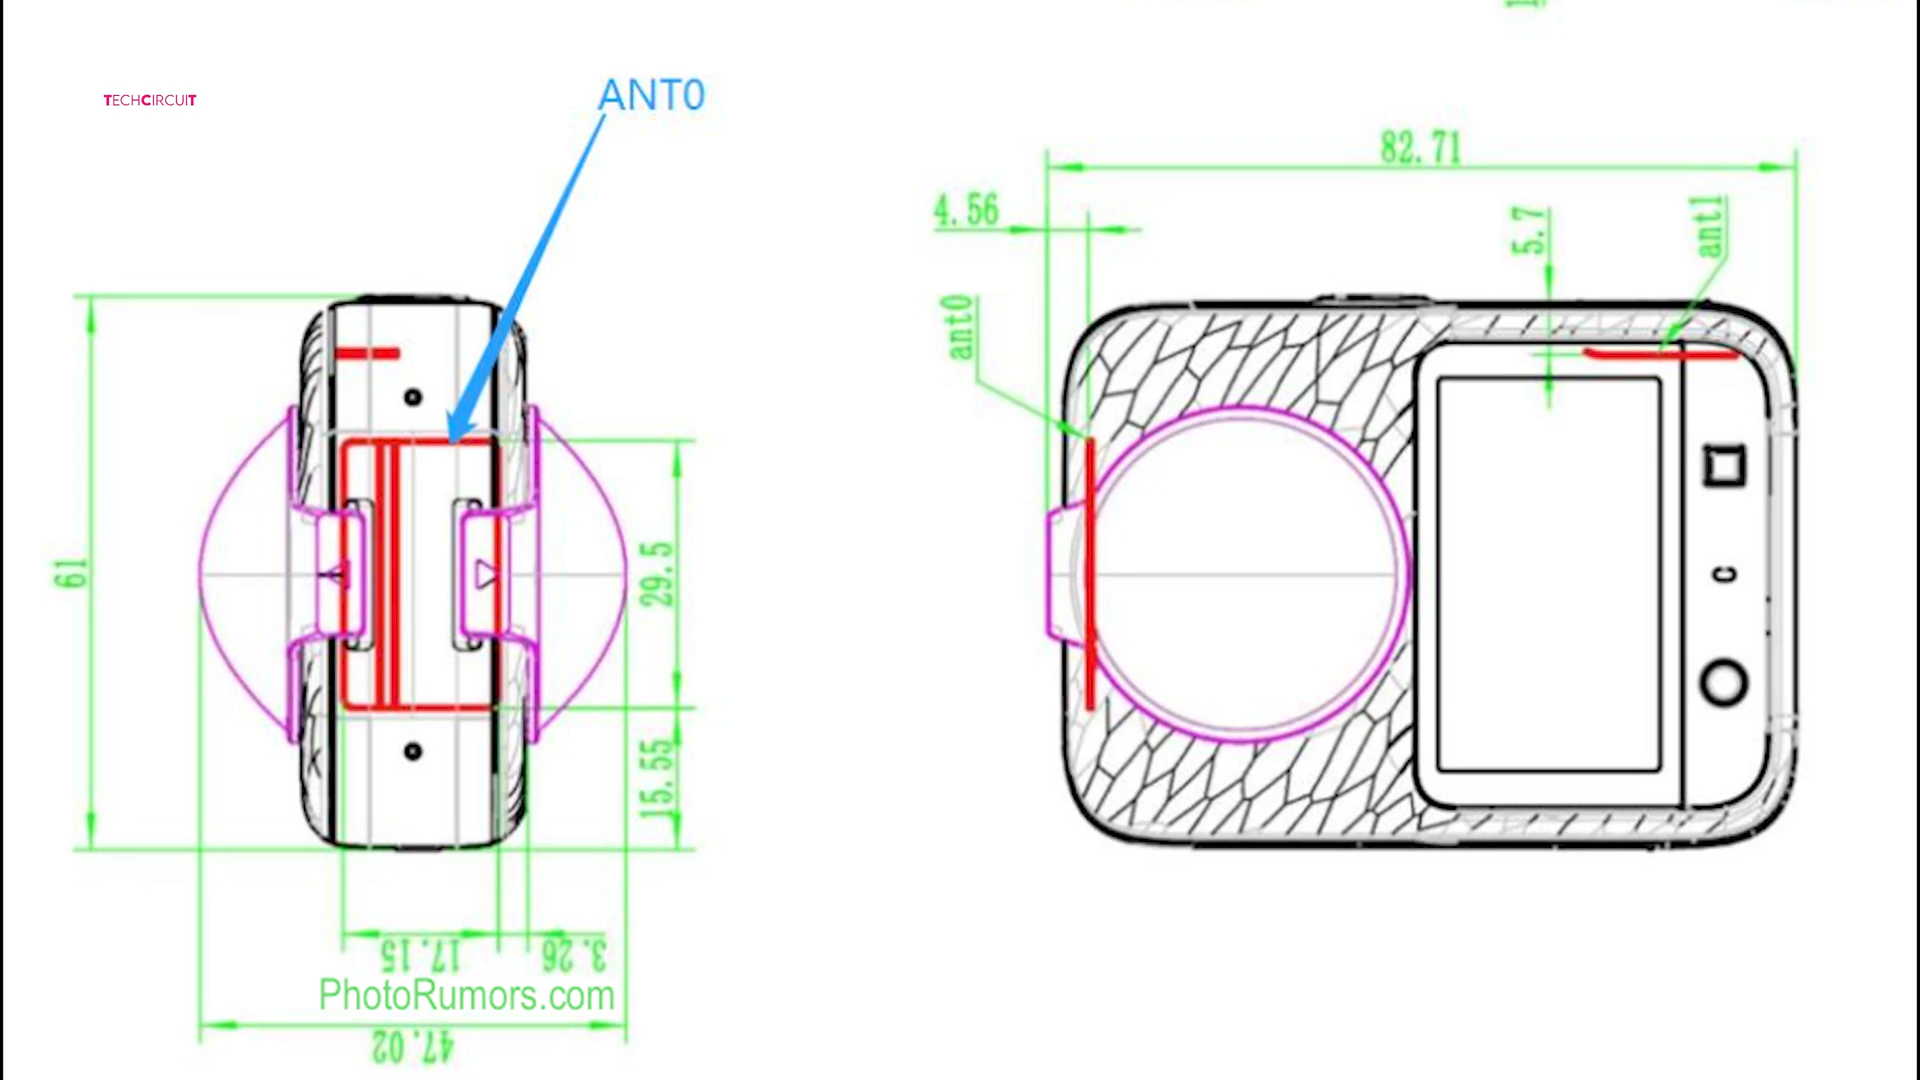 TECHCIRCUIT
ANT0
82.71
4.56
5.7
ant1
ant0
61
29.5
15.55
17.15
3.26
PhotoRumors.com
47.02